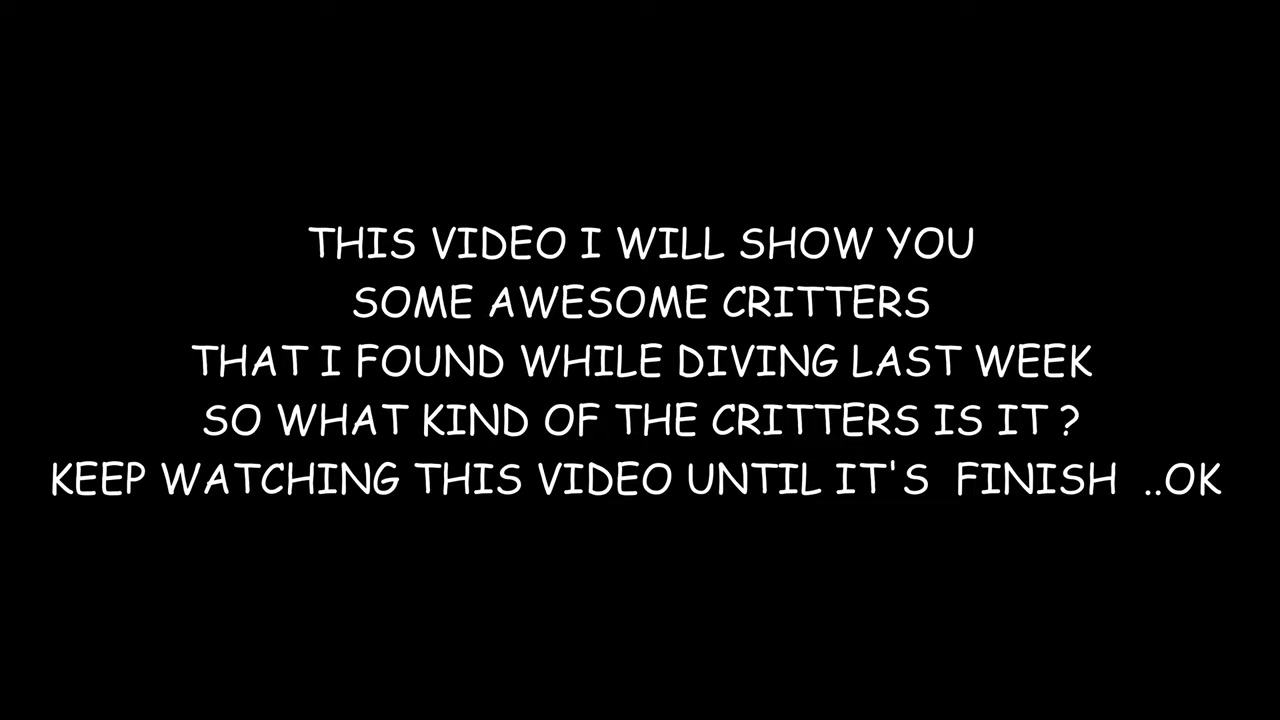 THIS VIDEO I WILL SHOW YOU
SOME AWESOME CRITTERS
THAT I FOUND WHILE DIVING LAST WEEK
SO WHAT KIND OF THE CRITTERS IS IT ?
KEEP WATCHING THIS VIDEO UNTIL IT'S  FINISH  ..OK